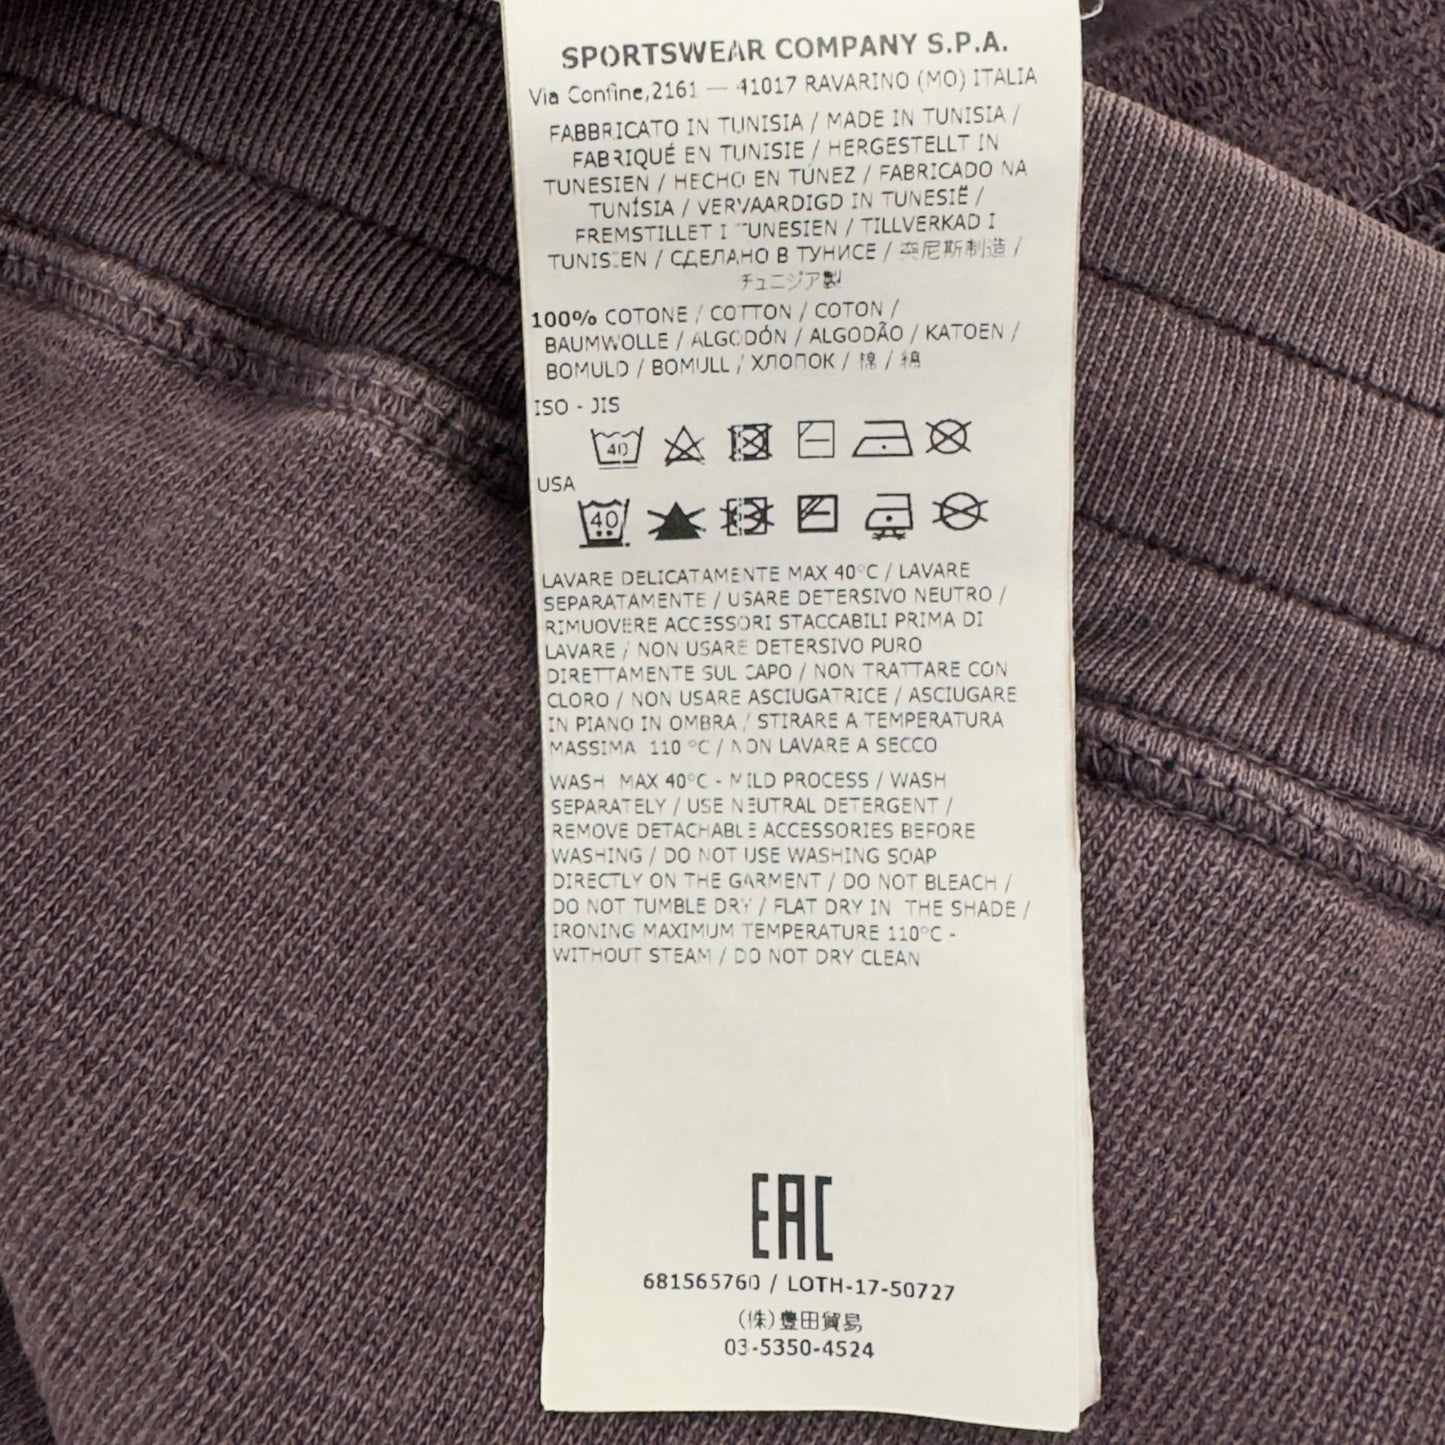 SPORTSWEAR COMPANY S.P.A.
Via Confine,2161 — 41017 RAVARINO (MO) ITALIA
FABBRICATO IN TUNISIA / MADE IN TUNISIA /
FABRIQUÉ EN TUNISIE / HERGESTELLT IN
TUNESIEN / HECHO EN TÚNEZ / FABRICADO NA
TUNÍSIA / VERVAARDIGD IN TUNESIË /
FREMSTILLET I TUNESIEN / TILLVERKAD I
TUNISIEN / СДЕЛАНО В ТУНИСЕ / 突尼斯制造 /
チュニジア製
100% COTONE / COTTON / COTON /
BAUMWOLLE / ALGODÓN / ALGODÃO / KATOEN /
BOMULD / BOMULL / ХЛОПОК / 棉 / 綿
ISO - JIS
40
USA
40
LAVARE DELICATAMENTE MAX 40°C / LAVARE
SEPARATAMENTE / USARE DETERSIVO NEUTRO /
RIMUOVERE ACCESSORI STACCABILI PRIMA DI
LAVARE / NON USARE DETERSIVO PURO
DIRETTAMENTE SUL CAPO / NON TRATTARE CON
CLORO / NON USARE ASCIUGATRICE / ASCIUGARE
IN PIANO IN OMBRA / STIRARE A TEMPERATURA
MASSIMA 110 °C / NON LAVARE A SECCO
WASH MAX 40°C - MILD PROCESS / WASH
SEPARATELY / USE NEUTRAL DETERGENT /
REMOVE DETACHABLE ACCESSORIES BEFORE
WASHING / DO NOT USE WASHING SOAP
DIRECTLY ON THE GARMENT / DO NOT BLEACH /
DO NOT TUMBLE DRY / FLAT DRY IN THE SHADE /
IRONING MAXIMUM TEMPERATURE 110°C -
WITHOUT STEAM / DO NOT DRY CLEAN
EAC
681565760 / LOTH-17-50727
(株)豊田貿易
03-5350-4524